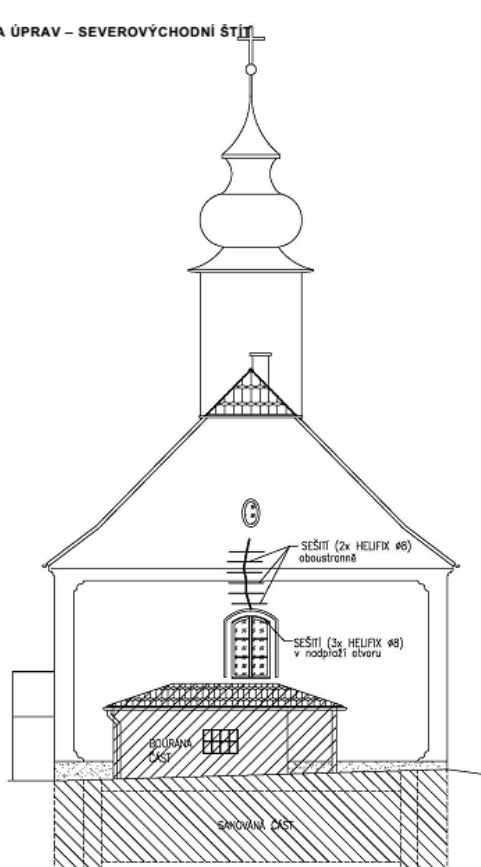 A ÚPRAV – SEVEROVÝCHODNÍ ŠTÍT
SEŠITÍ (2x HELIFIX ø8)
oboustranně
SEŠITÍ (3x HELIFIX ø8)
v nadpraží otvoru
BOURANÁ
ČÁST
SANOVANÁ ČÁST